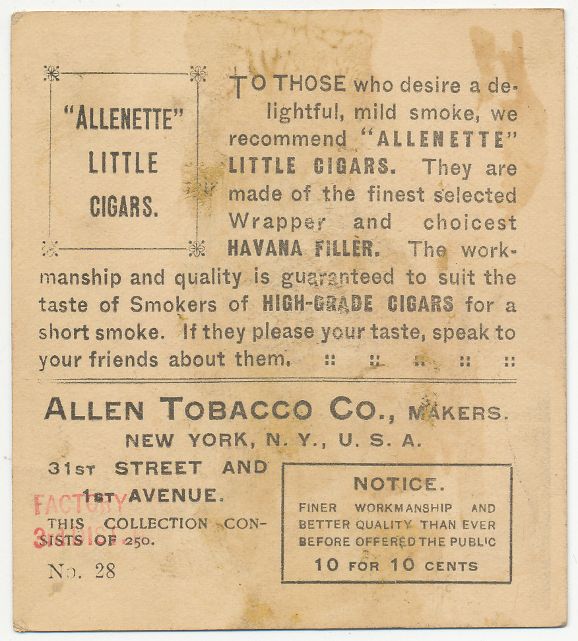 "ALLENETTE"
LITTLE
CIGARS.
TO THOSE who desire a de-
lightful, mild smoke, we
recommend "ALLENETTE"
LITTLE CIGARS. They are
made of the finest selected
Wrapper and choicest
HAVANA FILLER. The work-
manship and quality is guaranteed to suit the
taste of Smokers of HIGH-GRADE CIGARS for a
short smoke. If they please your taste, speak to
your friends about them. :: :: :: :: ::
ALLEN TOBACCO CO., MAKERS.
NEW YORK, N. Y., U. S. A.
31ST STREET AND
1ST AVENUE.
FACTORY
THIS COLLECTION CON-
SISTS OF 250.
No. 28
NOTICE.
FINER WORKMANSHIP AND
BETTER QUALITY THAN EVER
BEFORE OFFERED THE PUBLIC
10 FOR 10 CENTS